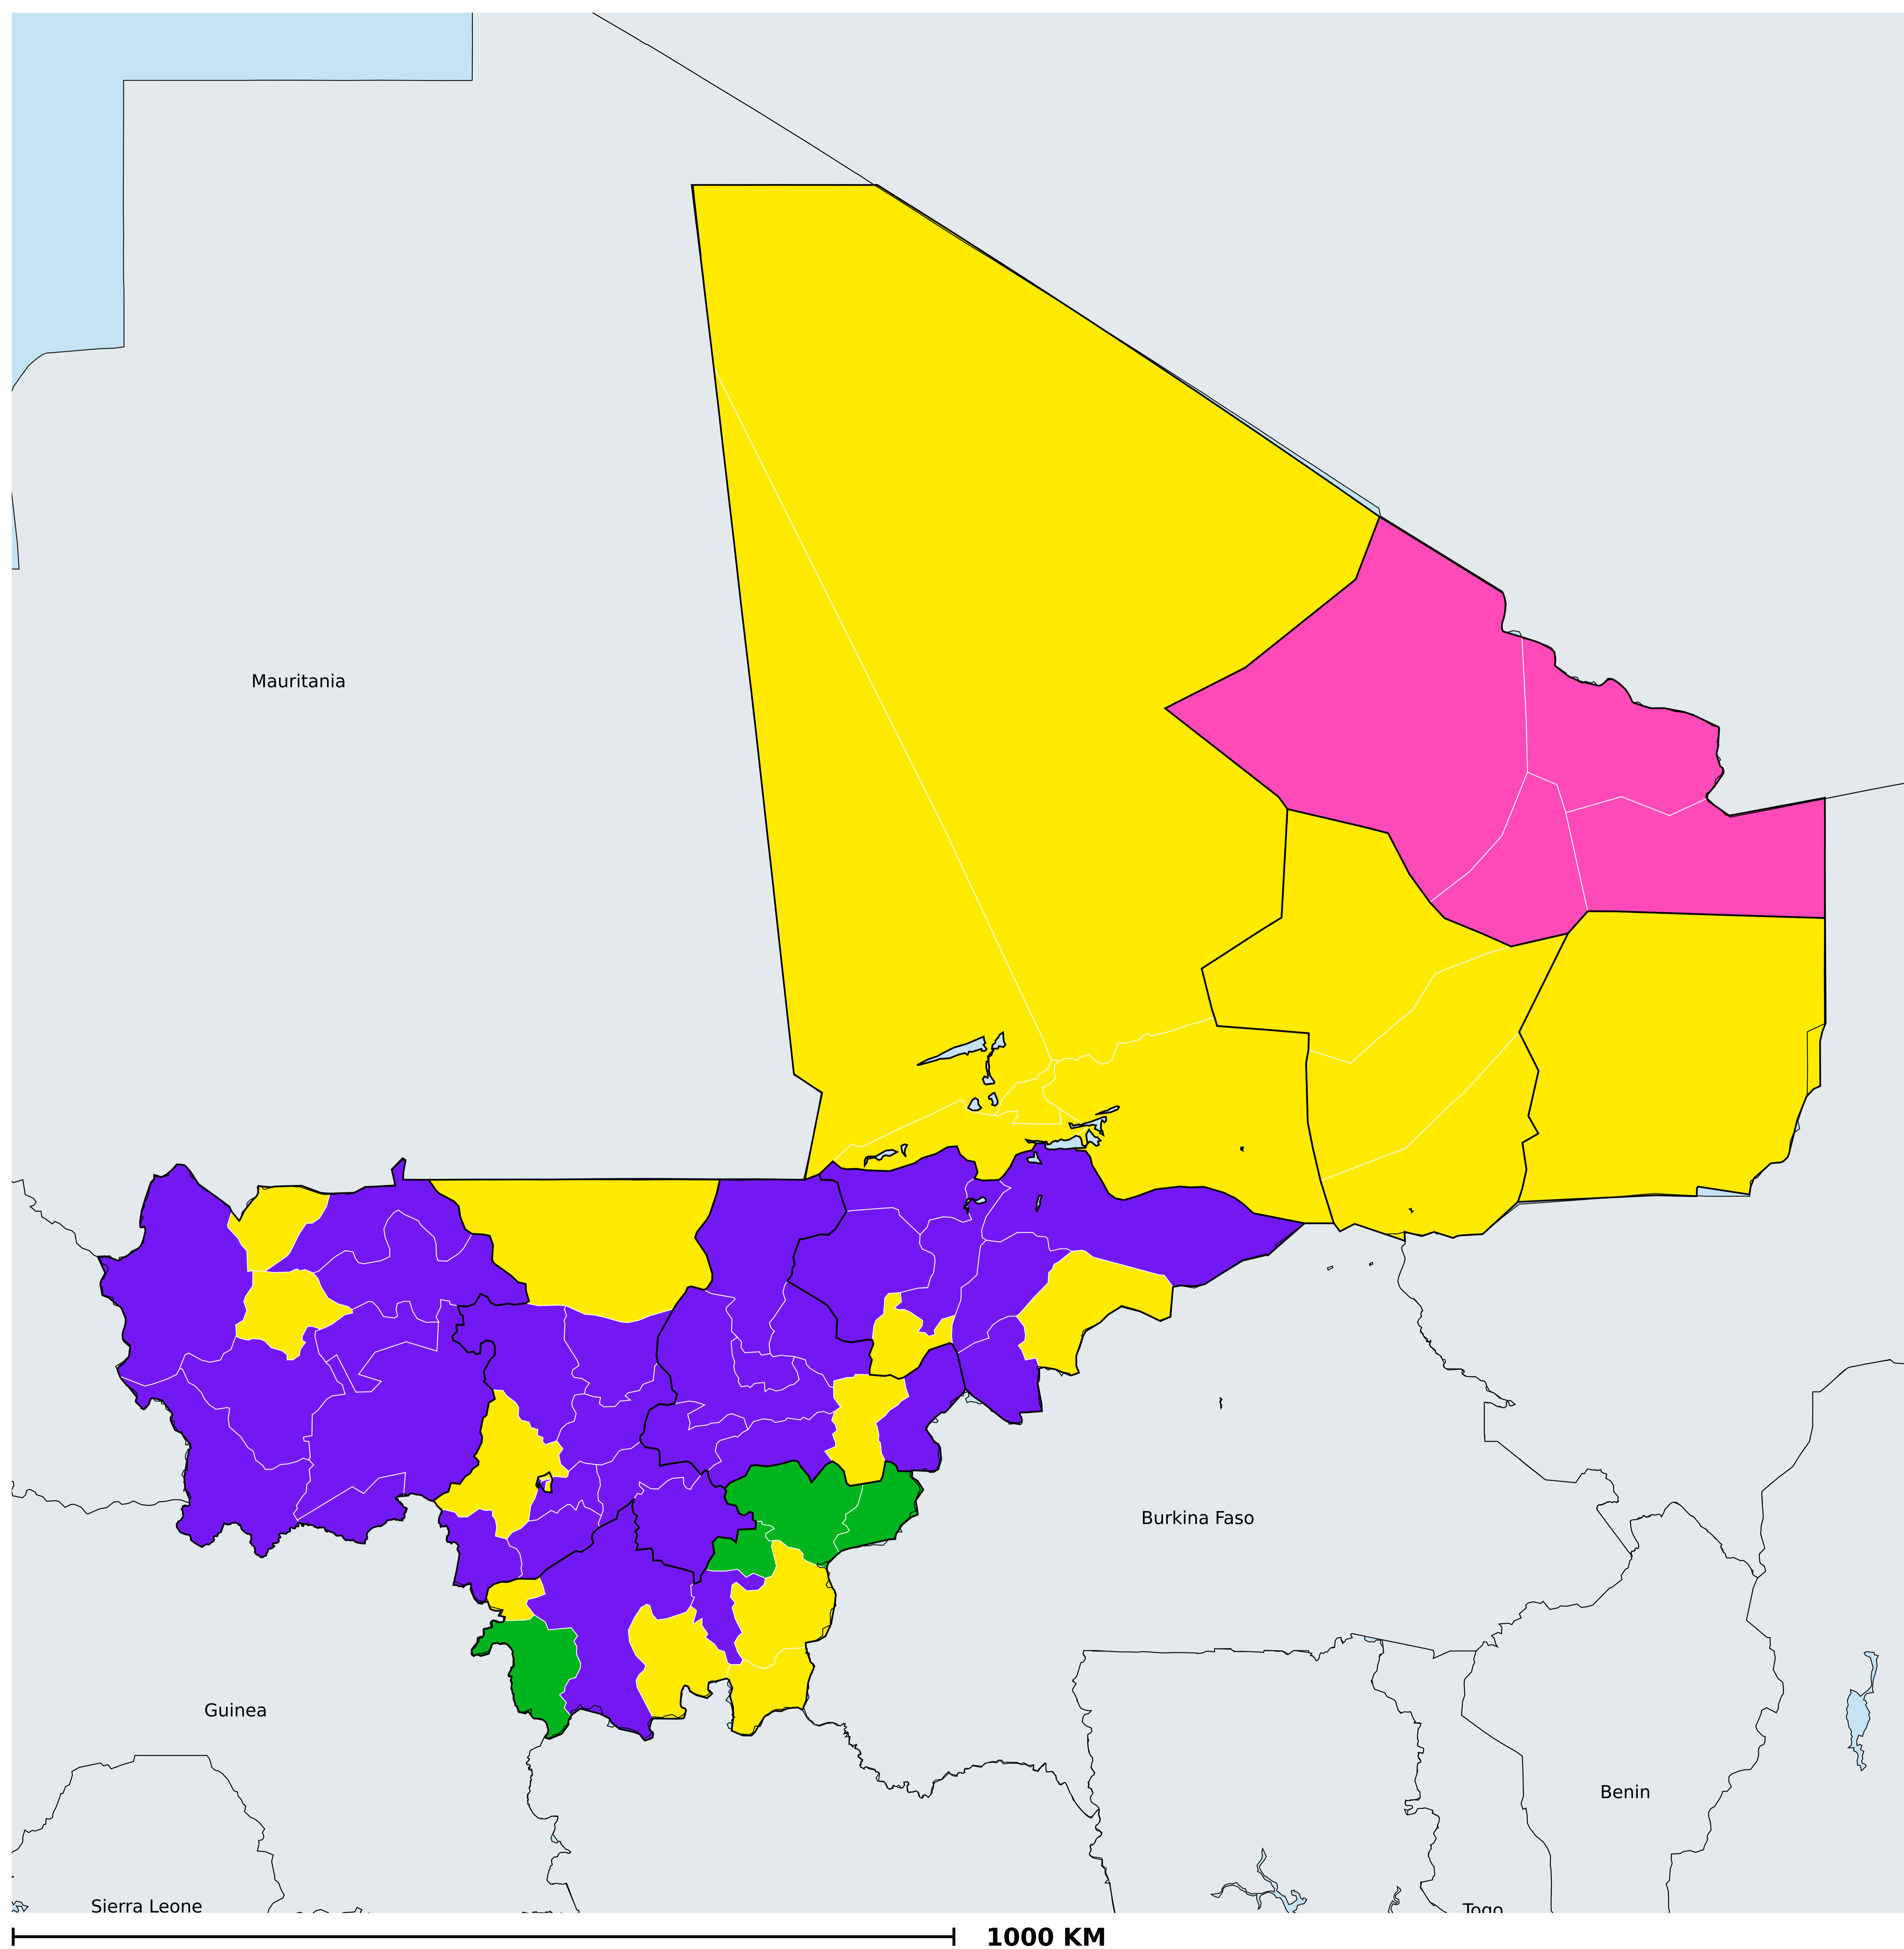 Mauritania
Burkina Faso
Guinea
Benin
Sierra Leone
Togo
1000 KM